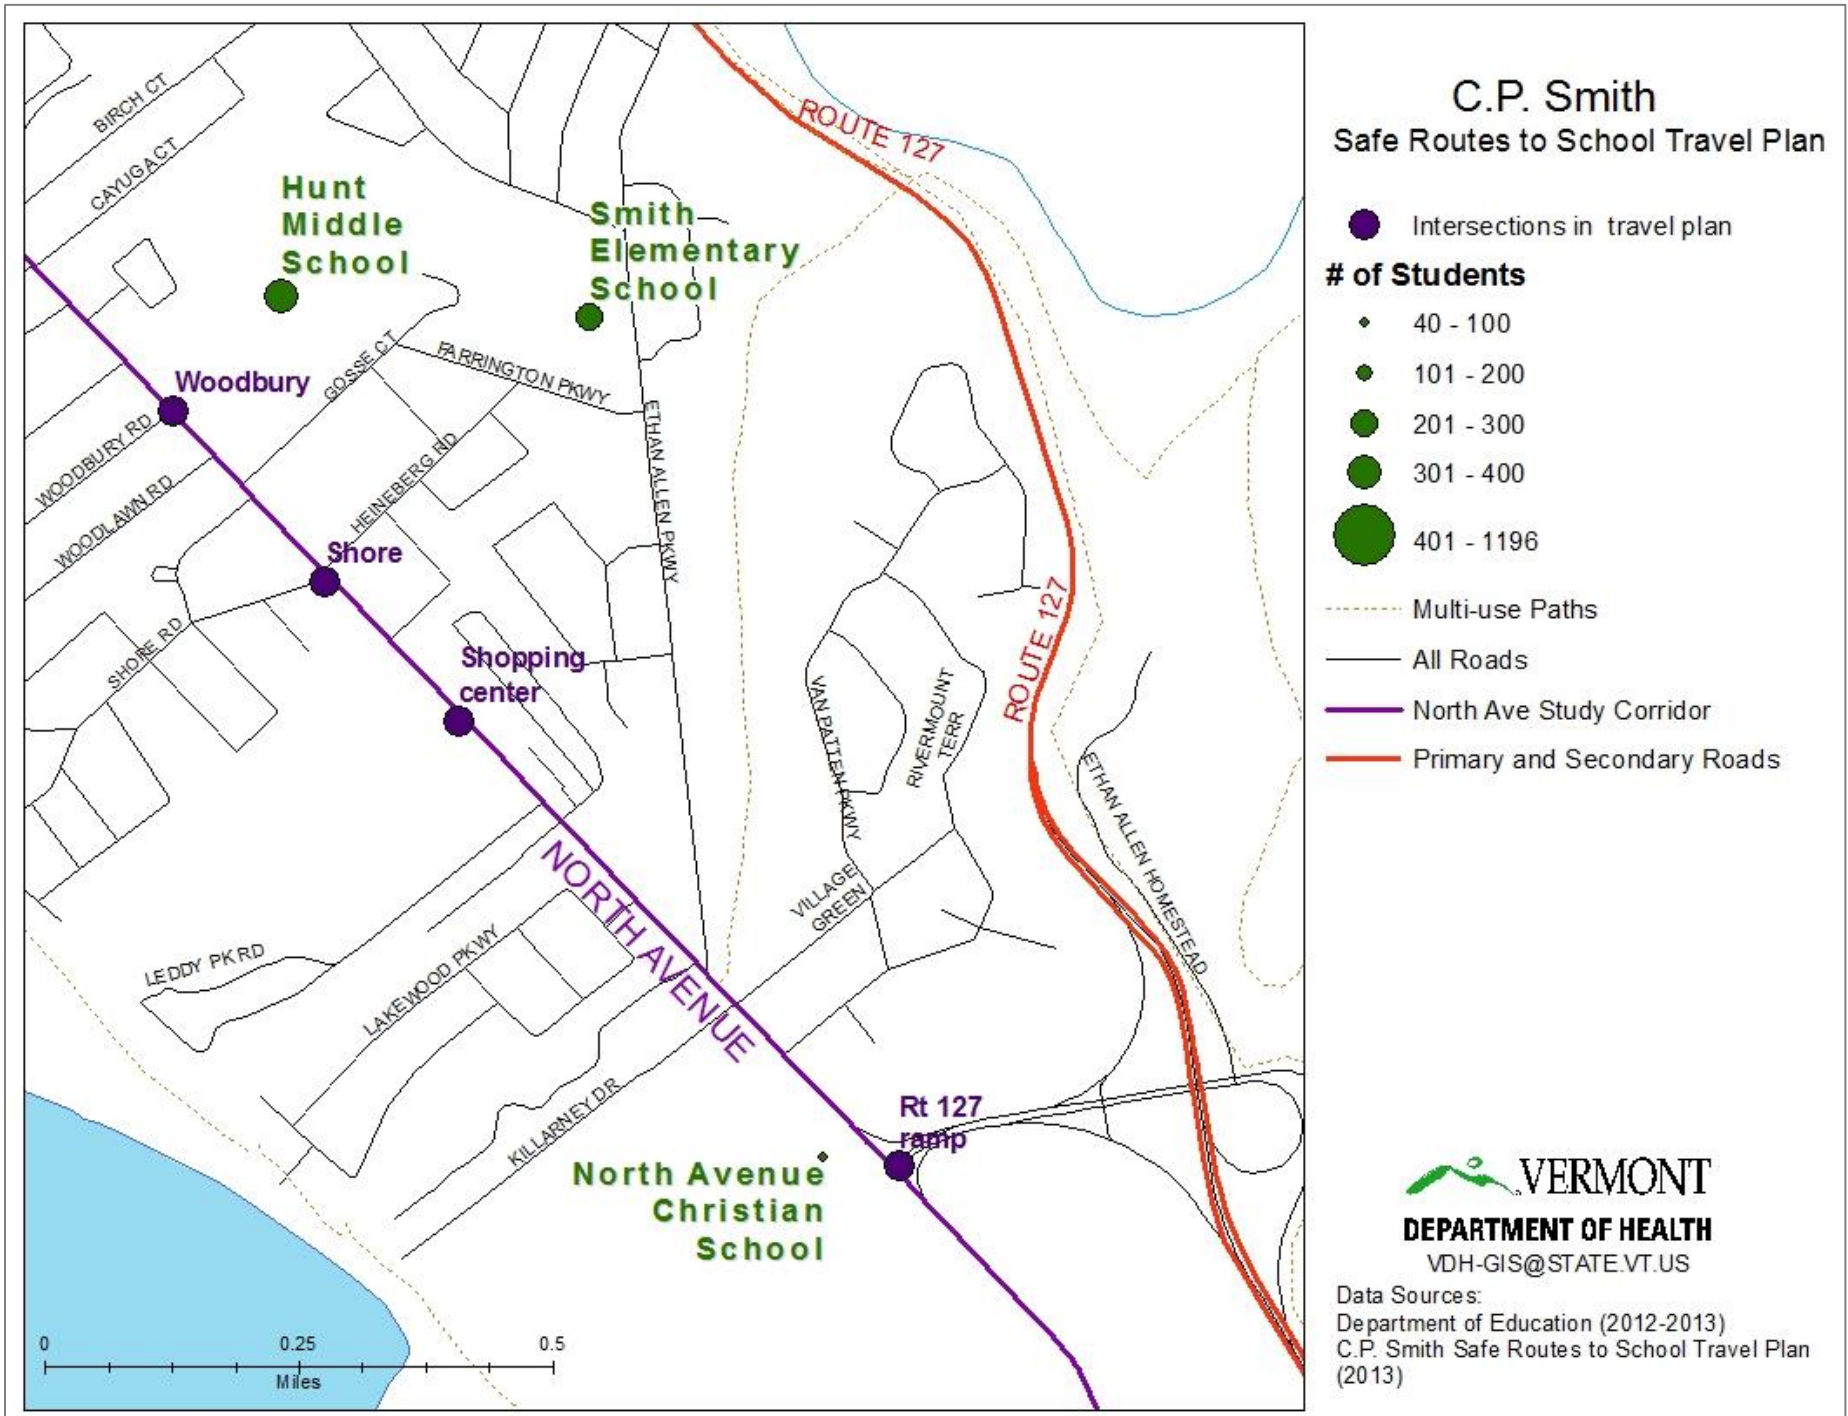 C.P. Smith
Safe Routes to School Travel Plan
Intersections in travel plan
# of Students
40 - 100
101 - 200
201 - 300
301 - 400
401 - 1196
Multi-use Paths
All Roads
North Ave Study Corridor
Primary and Secondary Roads
VERMONT
DEPARTMENT OF HEALTH
VDH-GIS@STATE.VT.US
Data Sources:
Department of Education (2012-2013)
C.P. Smith Safe Routes to School Travel Plan
(2013)
BIRCH CT
CAYUGA CT
ROUTE 127
Hunt
Middle
School
Smith
Elementary
School
GOSSE CT
FARRINGTON PKWY
Woodbury
WOODBURY RD
WOODLAWN RD
HEINEBERG RD
ETHAN ALLEN PKWY
Shore
SHORE RD
ROUTE 127
Shopping
center
VAN PATTEN PKWY
RIVERMOUNT
TERR
ETHAN ALLEN HOMESTEAD
NORTH AVENUE
VILLAGE
GREEN
LEDDY PK RD
LAKEWOOD PKWY
KILLARNEY DR
Rt 127
ramp
North Avenue
Christian
School
0
0.25
0.5
Miles